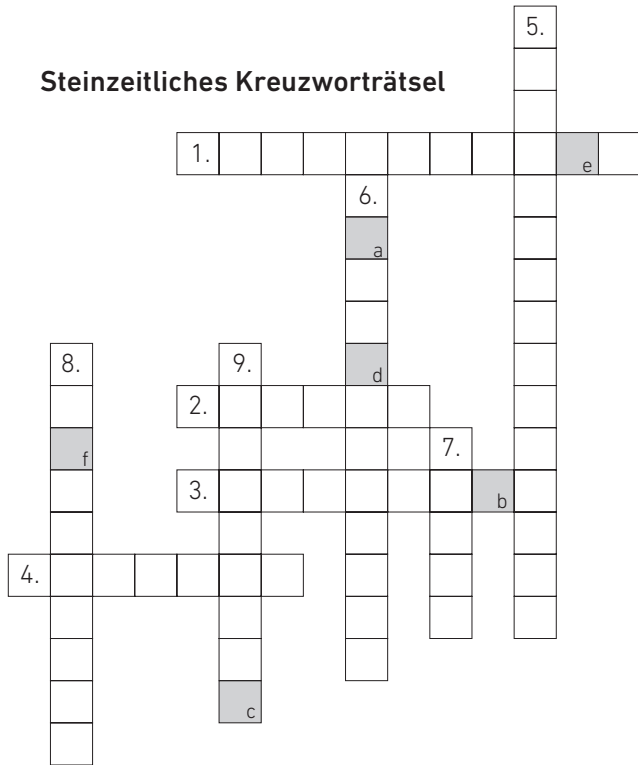 5.
Steinzeitliches Kreuzworträtsel
1.
e
6.
a
8.
9.
d
2.
f
7.
3.
b
4.
c